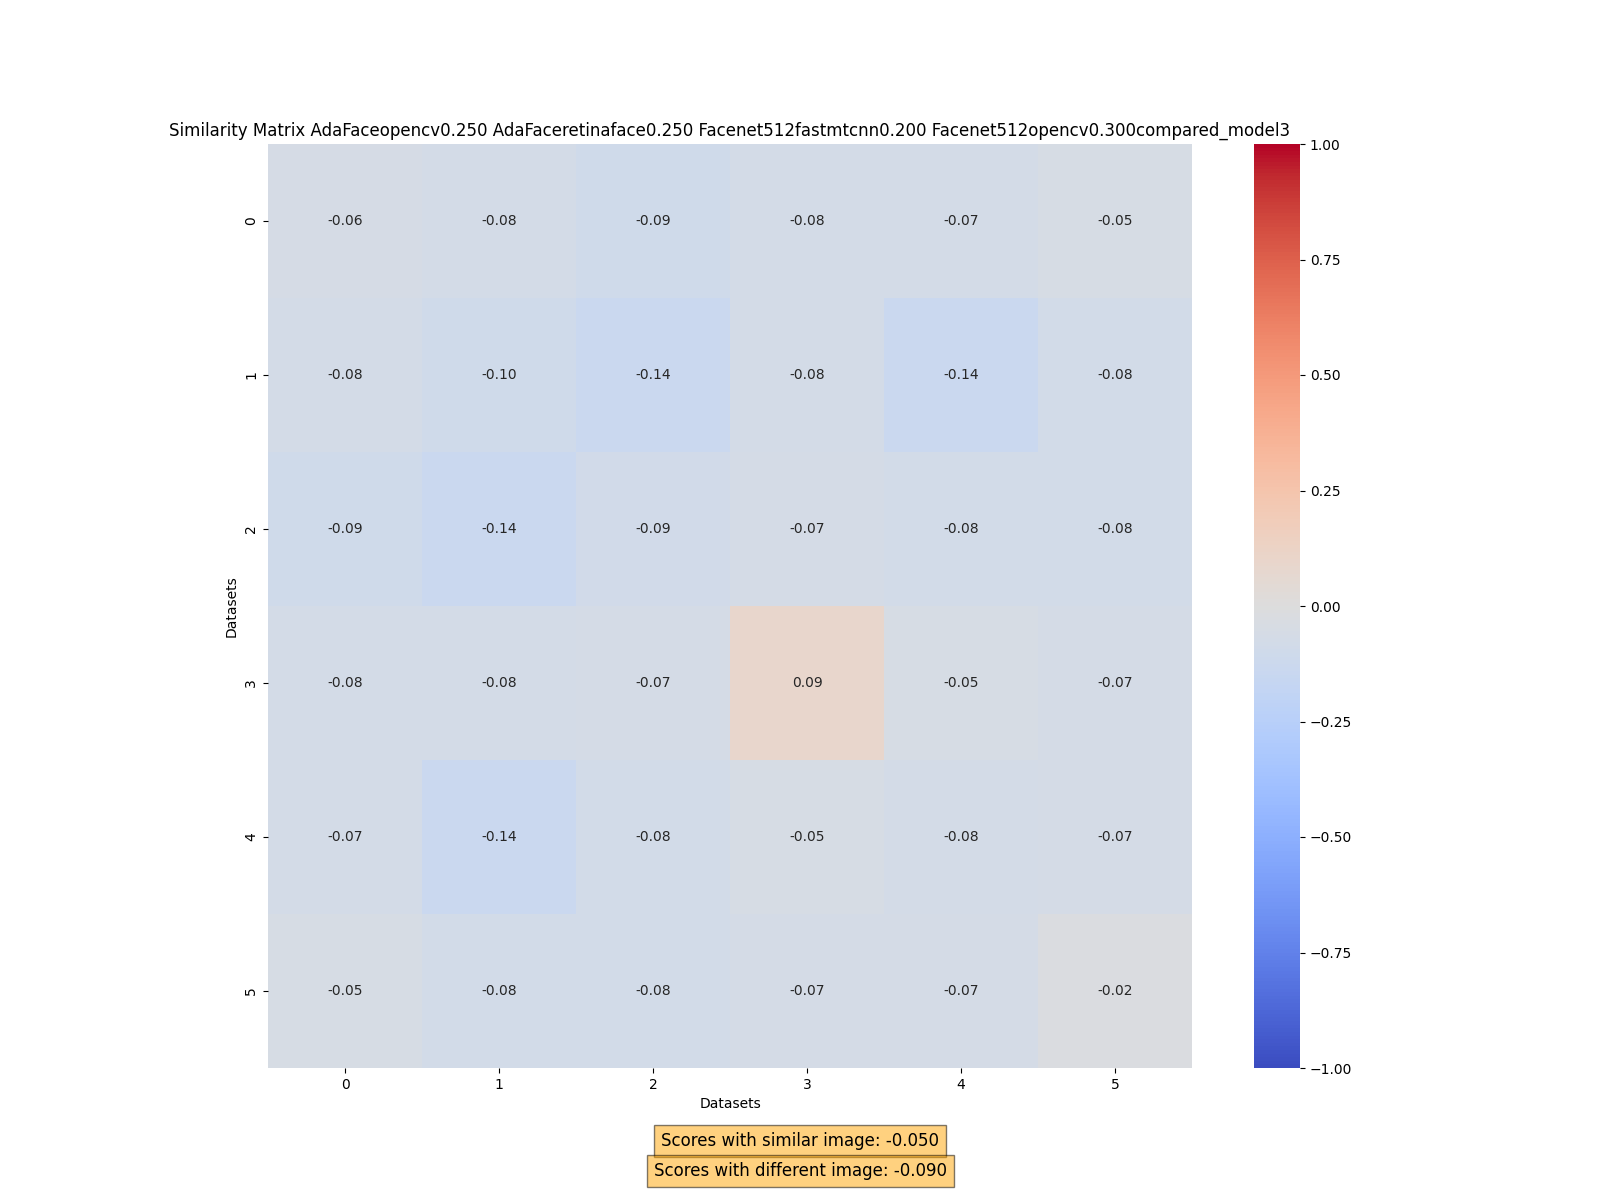 Similarity Matrix AdaFaceopencv0.250 AdaFaceretinaface0.250 Facenet512fastmtcnn0.200 Facenet512opencv0.300compared_model3
1.00
0 -0.06 -0.08 -0.09 -0.08 -0.07 -0.05
0.75
1 -0.08 -0.10 -0.14 -0.08 -0.14 -0.08
0.50
0.25
2 -0.09 -0.14 -0.09 -0.07 -0.08 -0.08
Datasets
0.00
3 -0.08 -0.08 -0.07 0.09 -0.05 -0.07
−0.25
4 -0.07 -0.14 -0.08 -0.05 -0.08 -0.07
−0.50
−0.75
5 -0.05 -0.08 -0.08 -0.07 -0.07 -0.02
−1.00
0 1 2 3 4 5
Datasets
Scores with similar image: -0.050
Scores with different image: -0.090